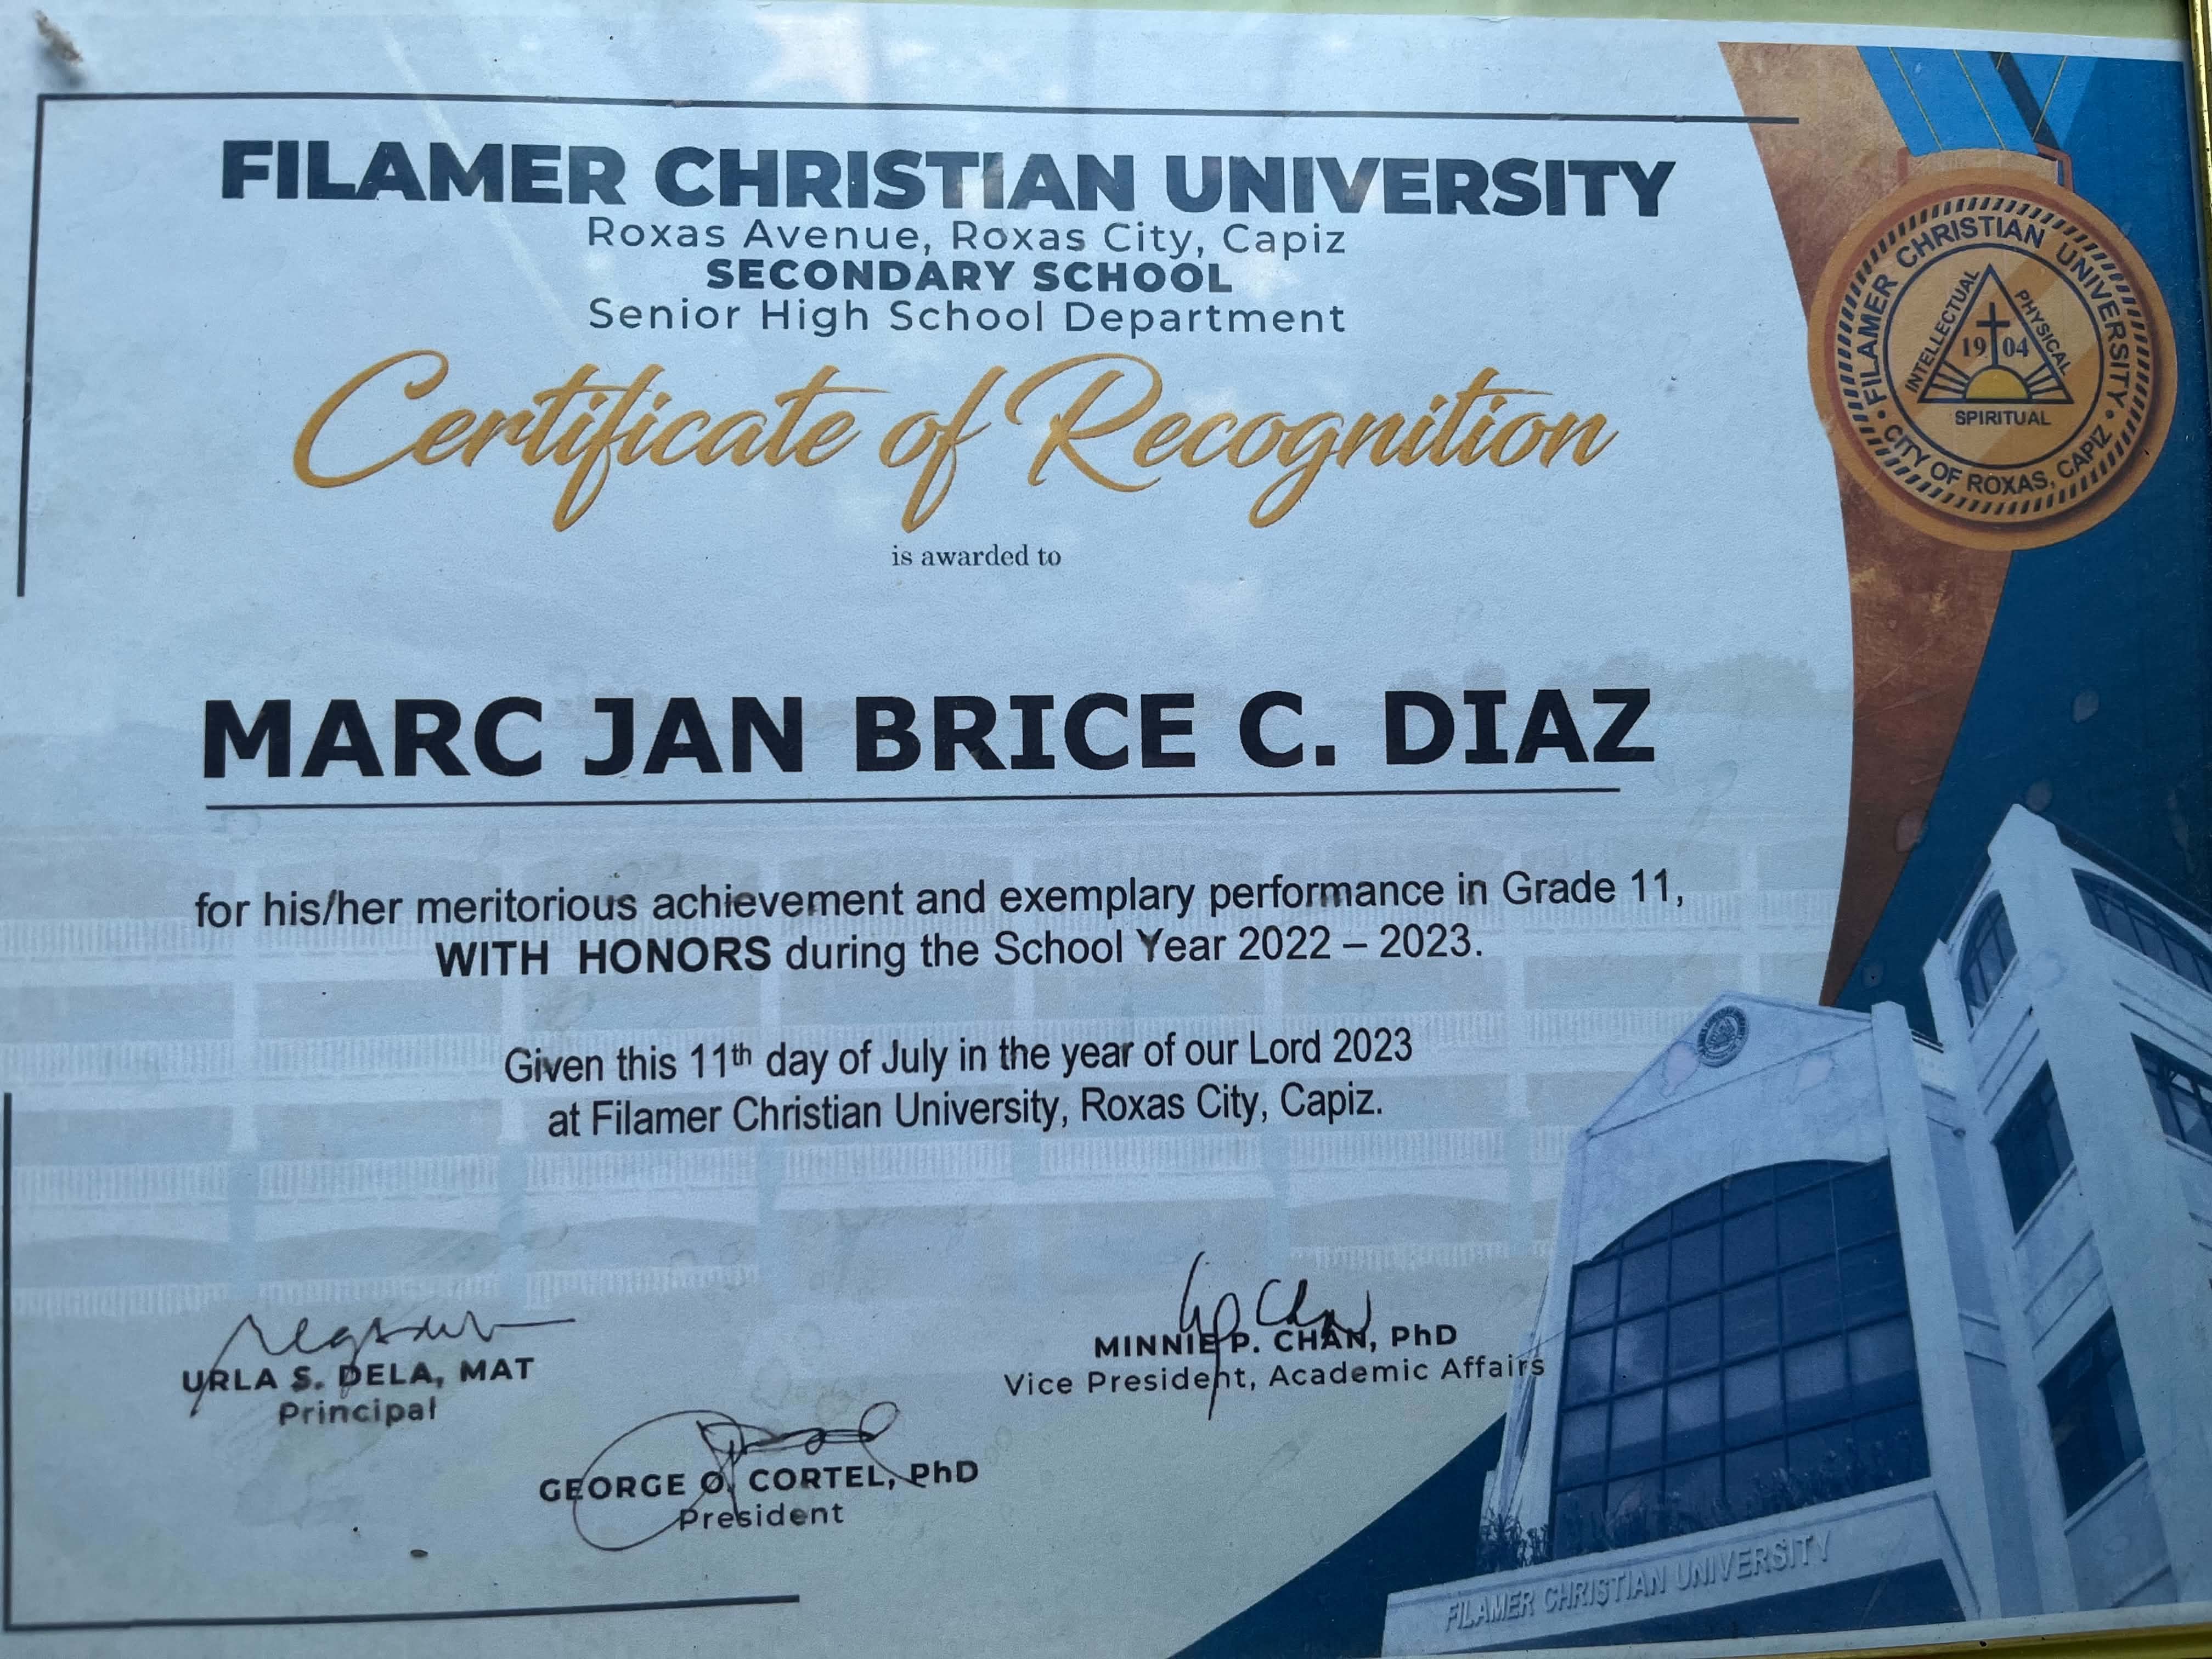 FILAMER CHRISTIAN UNIVERSITY
Roxas Avenue, Roxas City, Capiz
SECONDARY SCHOOL
Senior High School Department
Certificate of Recognition
is awarded to
MARC JAN BRICE C. DIAZ
for his/her meritorious achievement and exemplary performance in Grade 11,
WITH HONORS during the School Year 2022 – 2023.
Given this 11th day of July in the year of our Lord 2023
at Filamer Christian University, Roxas City, Capiz.
URLA S. DELA, MAT
Principal
MINNIE P. CHAN, PhD
Vice President, Academic Affairs
GEORGE O. CORTEL, PhD
President
FILAMER CHRISTIAN UNIVERSITY
CITY OF ROXAS, CAPIZ
INTELLECTUAL
PHYSICAL
1904
SPIRITUAL
FILAMER CHRISTIAN UNIVERSITY